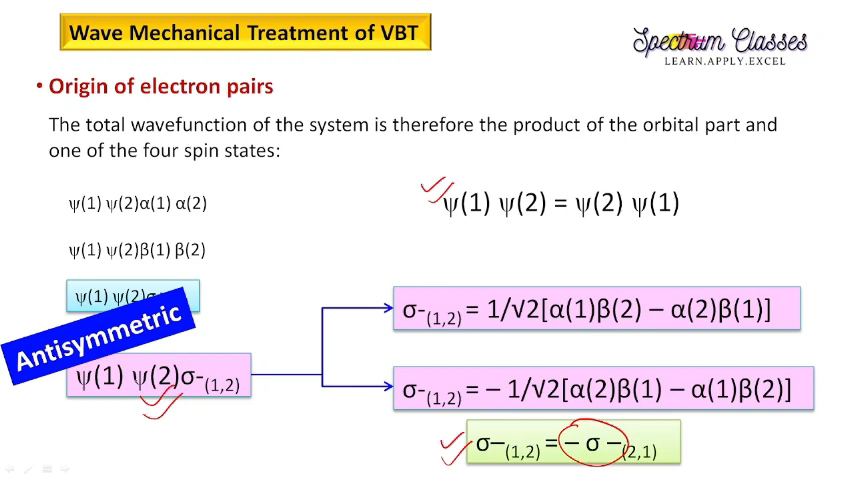 Wave Mechanical Treatment of VBT
Spectrum Classes
LEARN.APPLY.EXCEL
• Origin of electron pairs
The total wavefunction of the system is therefore the product of the orbital part and
one of the four spin states:
ψ(1) ψ(2)α(1) α(2)
ψ(1) ψ(2) = ψ(2) ψ(1)
ψ(1) ψ(2)β(1) β(2)
ψ(1) ψ(2)σ
Antisymmetric
σ-(1,2) = 1/√2[α(1)β(2) – α(2)β(1)]
ψ(1) ψ(2)σ-(1,2)
σ-(1,2) = – 1/√2[α(2)β(1) – α(1)β(2)]
σ–(1,2) = – σ –(2,1)